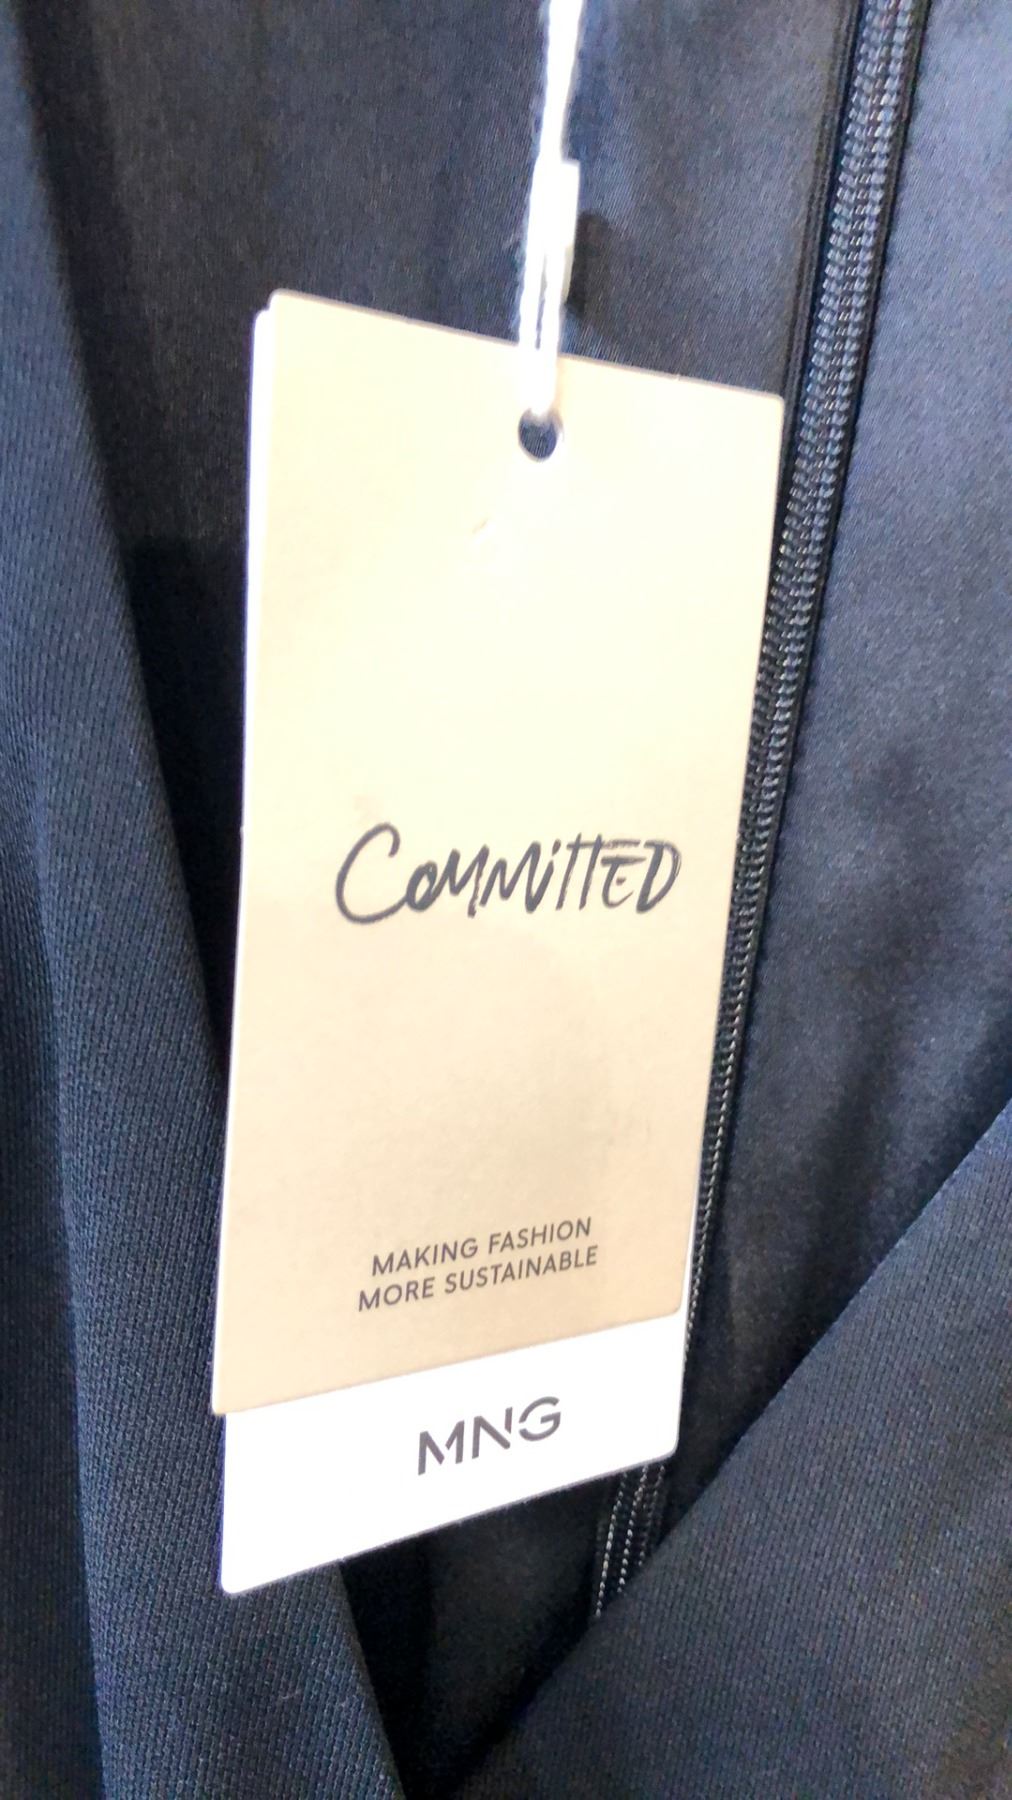 COMMITTED
MAKING FASHION
MORE SUSTAINABLE
MNG